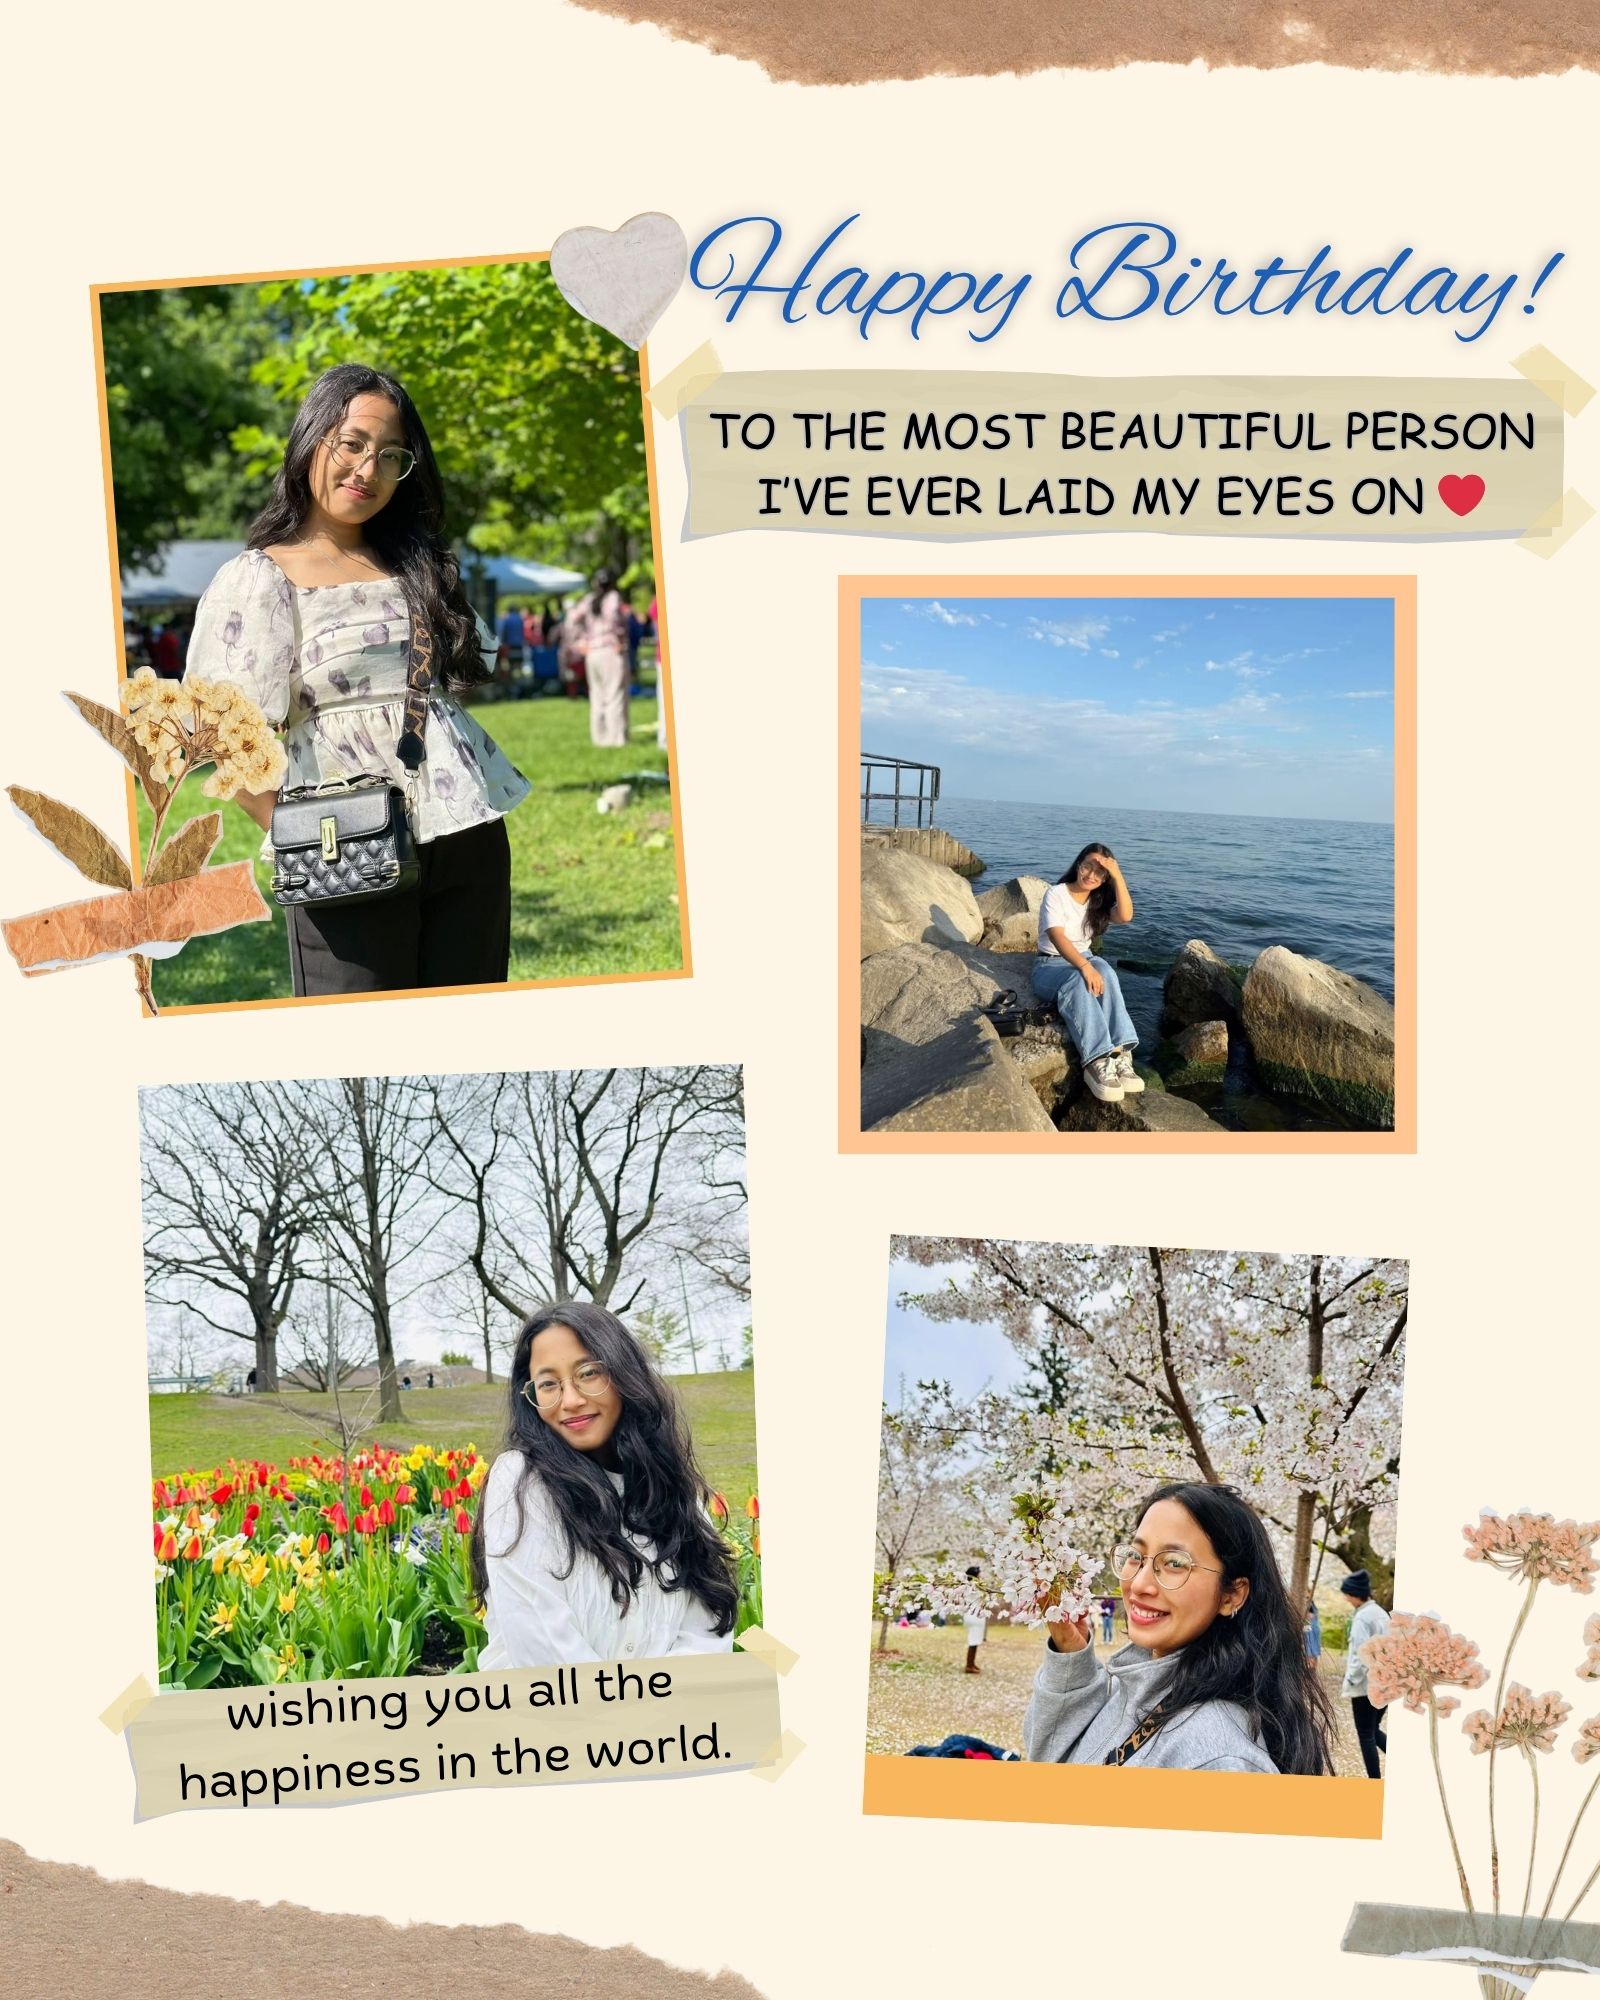 Happy Birthday!
TO THE MOST BEAUTIFUL PERSON
I'VE EVER LAID MY EYES ON ❤️
wishing you all the
happiness in the world.